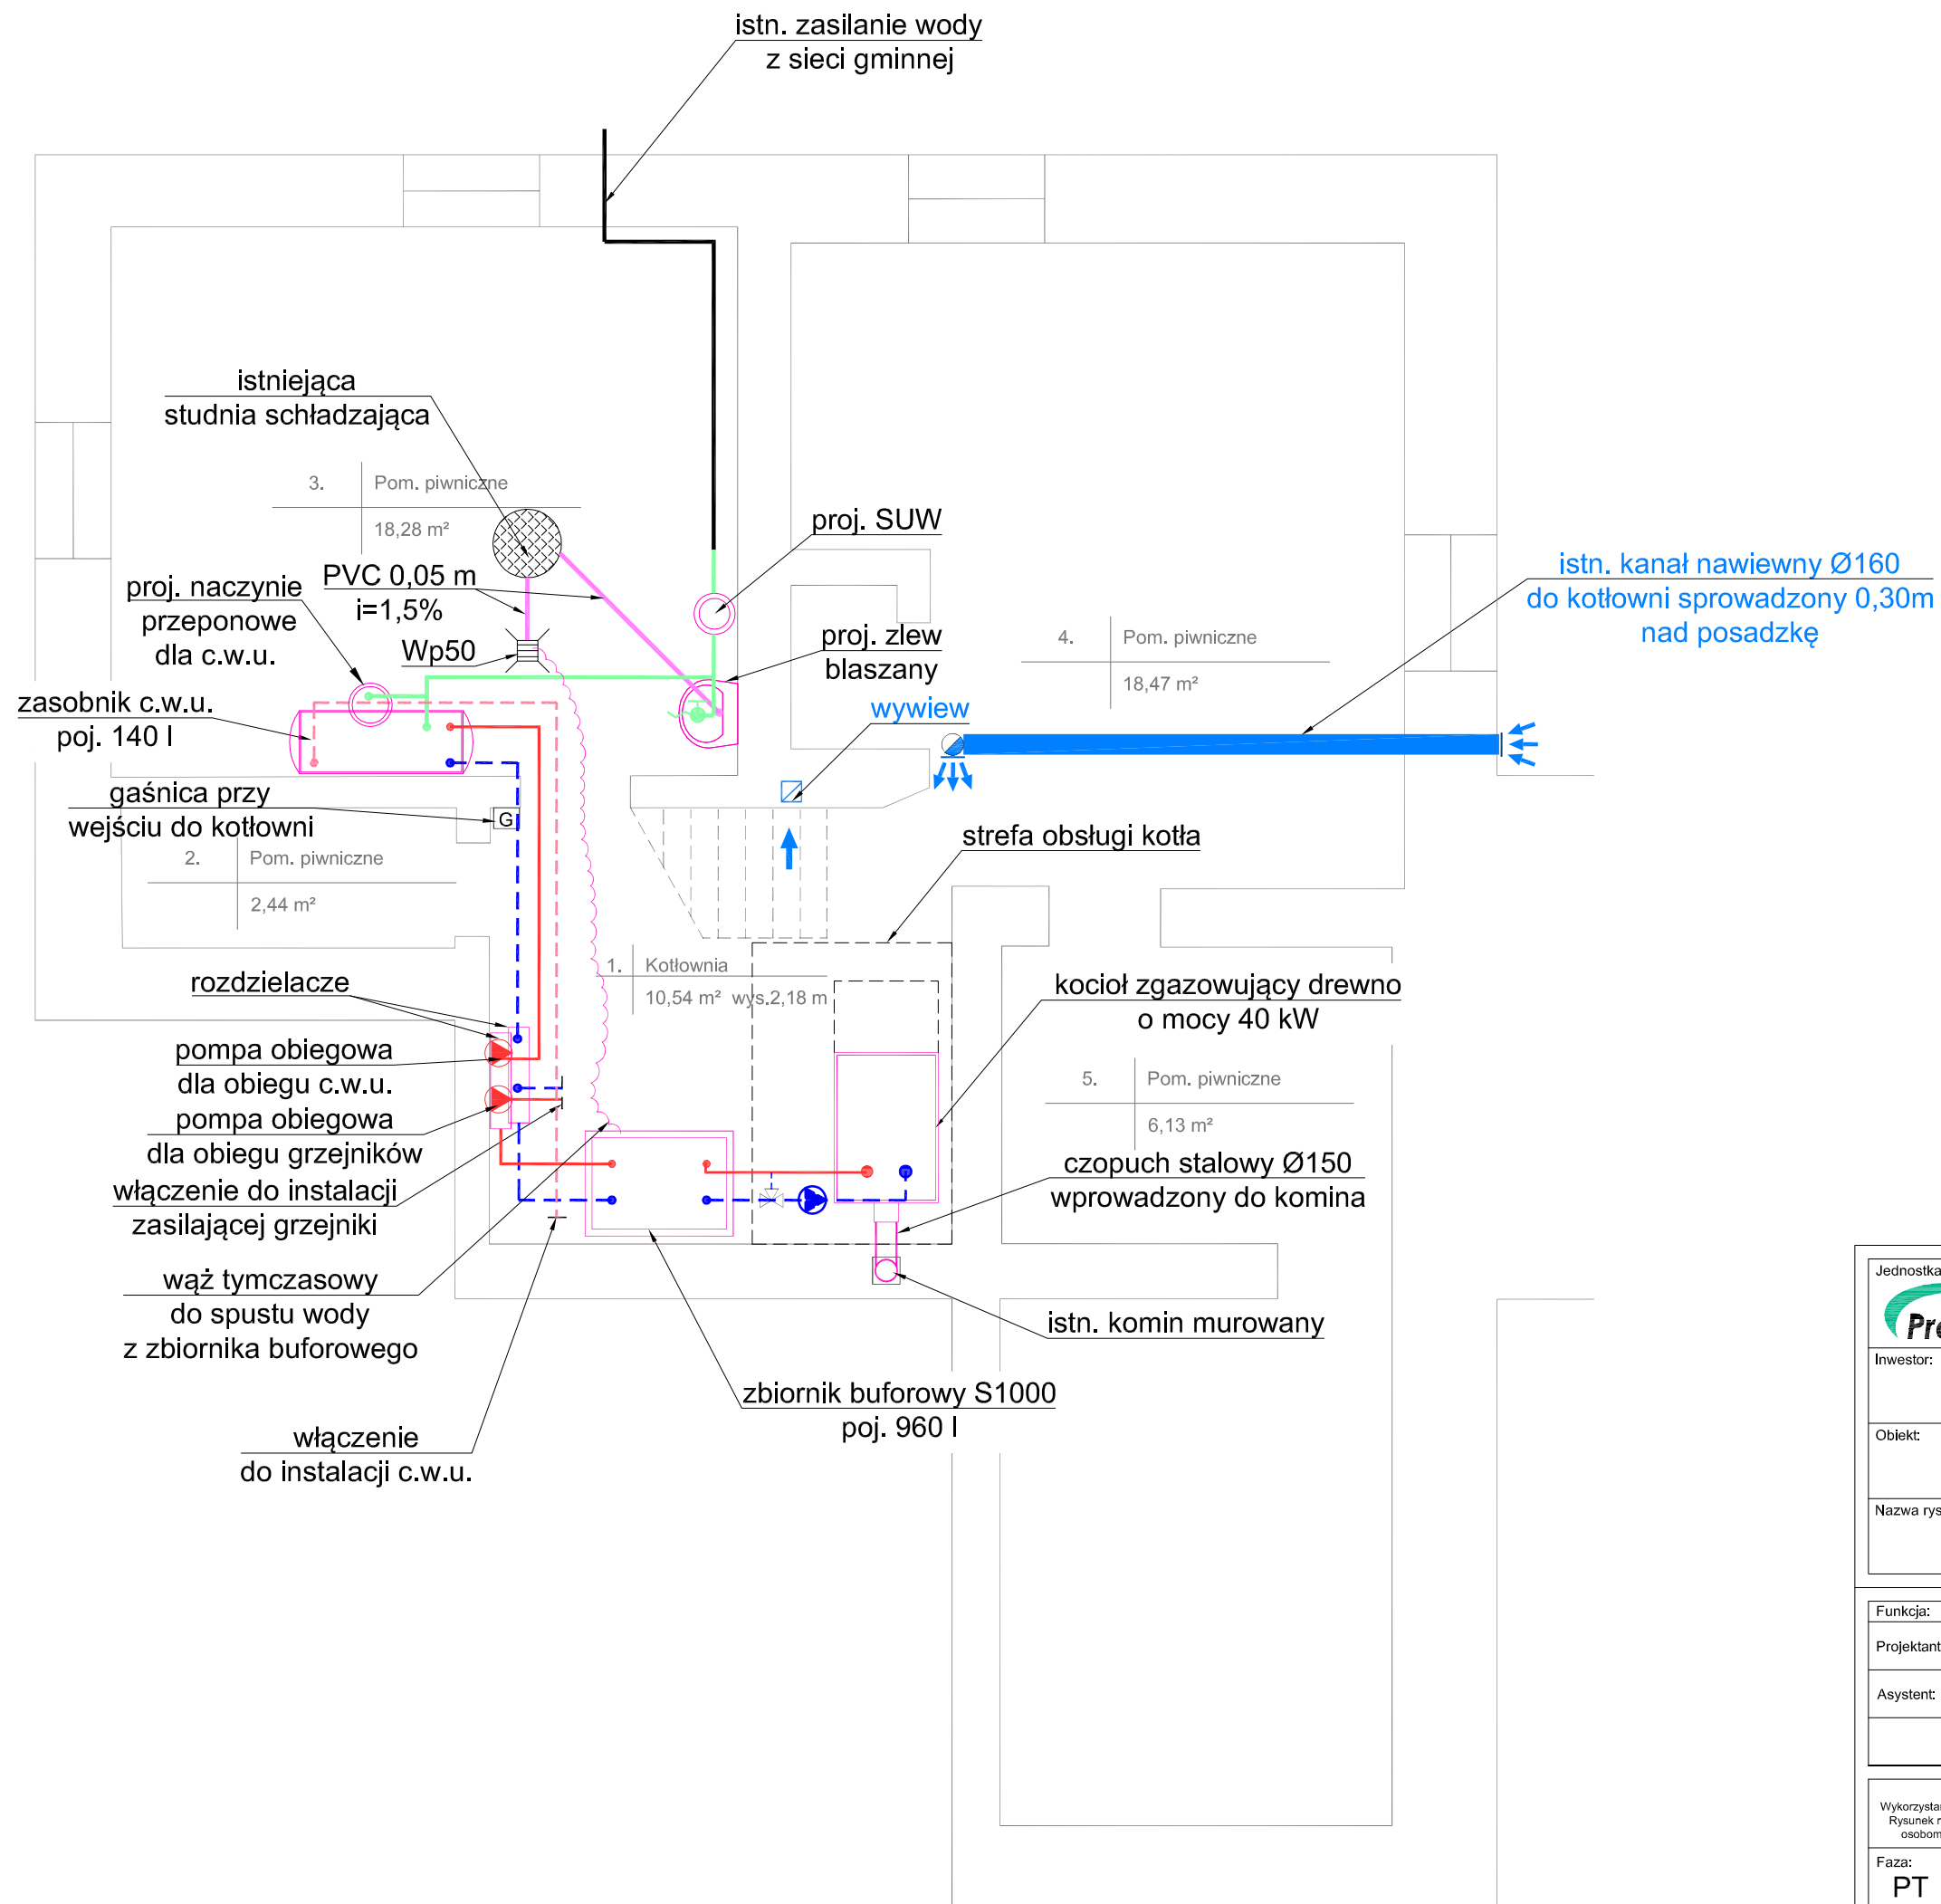 istn. zasilanie wody
z sieci gminnej
istniejąca
studnia schładzająca
3.
Pom. piwniczne
18,28 m²
proj. SUW
PVC 0,05 m
i=1,5%
proj. naczynie
przeponowe
dla c.w.u.
Wp50
proj. zlew
blaszany
4.
Pom. piwniczne
18,47 m²
istn. kanał nawiewny Ø160
do kotłowni sprowadzony 0,30m
nad posadzkę
zasobnik c.w.u.
poj. 140 l
wywiew
gaśnica przy
wejściu do kotłowni
G
strefa obsługi kotła
2.
Pom. piwniczne
2,44 m²
1.
Kotłownia
10,54 m² wys.2,18 m
rozdzielacze
kocioł zgazowujący drewno
o mocy 40 kW
pompa obiegowa
dla obiegu c.w.u.
pompa obiegowa
dla obiegu grzejników
5.
Pom. piwniczne
6,13 m²
czopuch stalowy Ø150
wprowadzony do komina
włączenie do instalacji
zasilającej grzejniki
wąż tymczasowy
do spustu wody
z zbiornika buforowego
istn. komin murowany
zbiornik buforowy S1000
poj. 960 l
włączenie
do instalacji c.w.u.
Jednostka
Inwestor:
Obiekt:
Nazwa rys
Funkcja:
Projektant
Asystent:
Rysunek
osobom
Faza:
PT